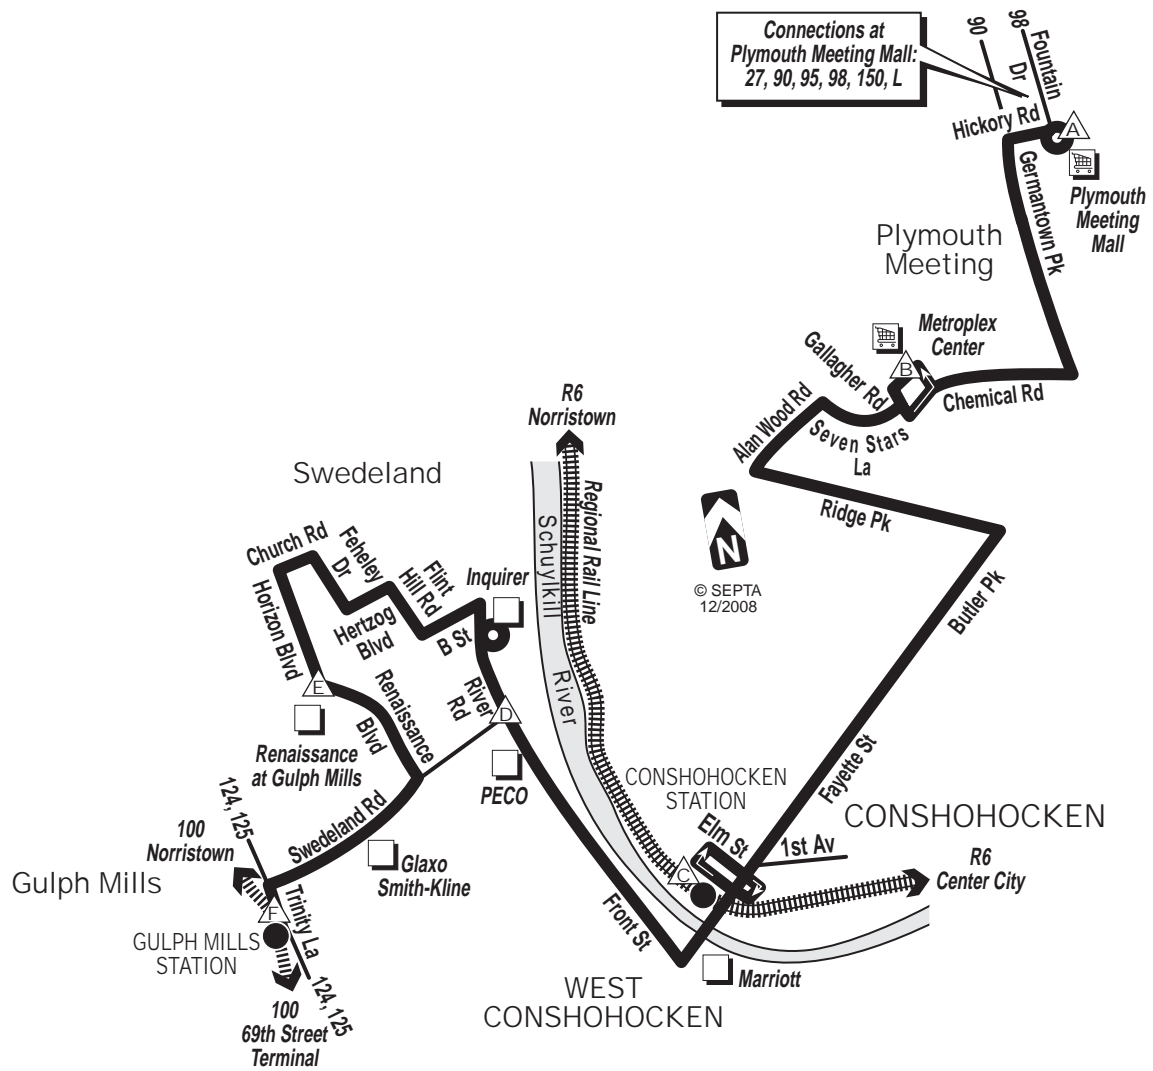 Connections at
Plymouth Meeting Mall:
27, 90, 95, 98, 150, L
90
98
Fountain
Dr
Hickory Rd
A
Germantown Pk
Plymouth
Meeting
Mall
Plymouth
Meeting
Metroplex
Center
B
Gallagher Rd
Chemical Rd
Alan Wood Rd
Seven Stars
La
Ridge Pk
R6
Norristown
Regional Rail Line
Schuylkill
River
N
© SEPTA
12/2008
Butler Pk
Swedeland
Church Rd
Feheley
Dr
Flint
Hill Rd
Inquirer
Horizon Blvd
Hertzog
Blvd
B St
River
Rd
D
E
Renaissance
Blvd
Renaissance
at Gulph Mills
PECO
CONSHOHOCKEN
STATION
Fayette St
CONSHOHOCKEN
Elm St
1st Av
C
R6
Center City
124, 125
100
Norristown
Swedeland Rd
Glaxo
Smith-Kline
Gulph Mills
F
Trinity La
GULPH MILLS
STATION
Front St
Marriott
WEST
CONSHOHOCKEN
124, 125
100
69th Street
Terminal